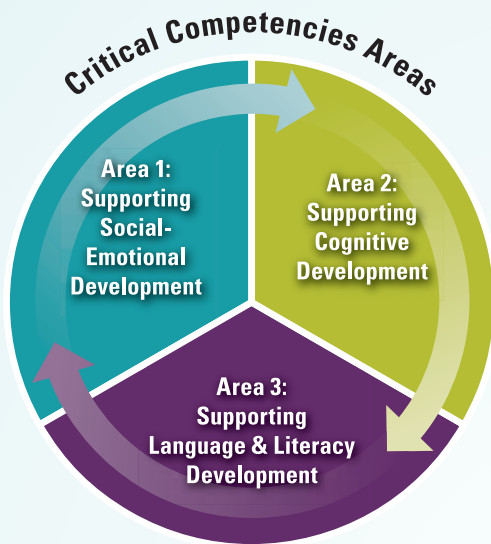 Critical Competencies Areas
Area 1:
Supporting
Social-
Emotional
Development
Area 2:
Supporting
Cognitive
Development
Area 3:
Supporting
Language & Literacy
Development